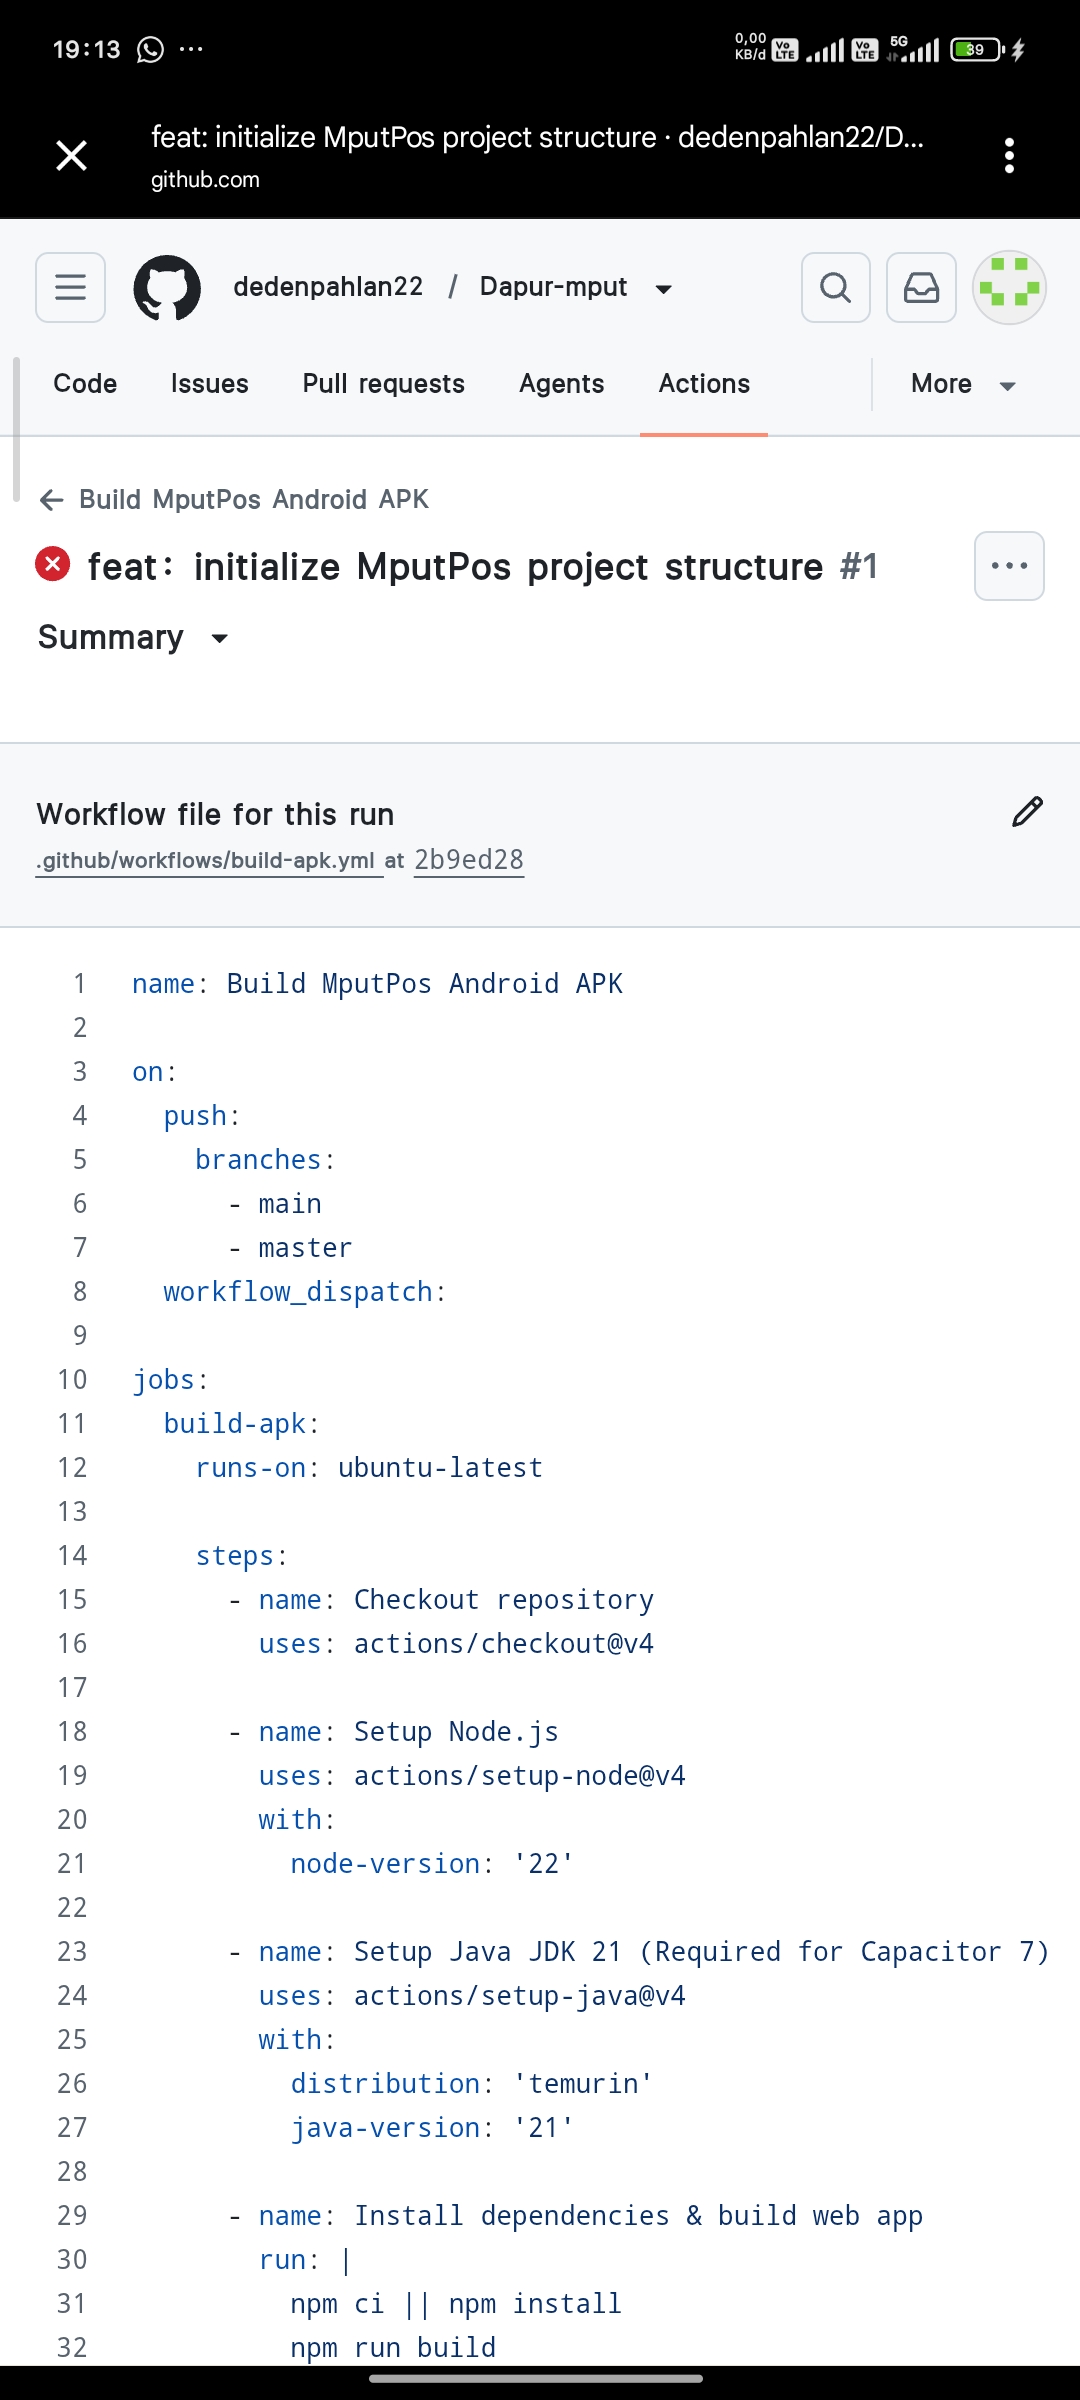 19:13
0,00 KB/d
Vo LTE
Vo LTE
5G
39
feat: initialize MputPos project structure · dedenpahlan22/D...
github.com
dedenpahlan22 / Dapur-mput
Code Issues Pull requests Agents Actions More
Build MputPos Android APK
feat: initialize MputPos project structure #1
Summary
Workflow file for this run
.github/workflows/build-apk.yml at 2b9ed28
1 name: Build MputPos Android APK
2
3 on:
4 push:
5 branches:
6 - main
7 - master
8 workflow_dispatch:
9
10 jobs:
11 build-apk:
12 runs-on: ubuntu-latest
13
14 steps:
15 - name: Checkout repository
16 uses: actions/checkout@v4
17
18 - name: Setup Node.js
19 uses: actions/setup-node@v4
20 with:
21 node-version: '22'
22
23 - name: Setup Java JDK 21 (Required for Capacitor 7)
24 uses: actions/setup-java@v4
25 with:
26 distribution: 'temurin'
27 java-version: '21'
28
29 - name: Install dependencies & build web app
30 run: |
31 npm ci || npm install
32 npm run build